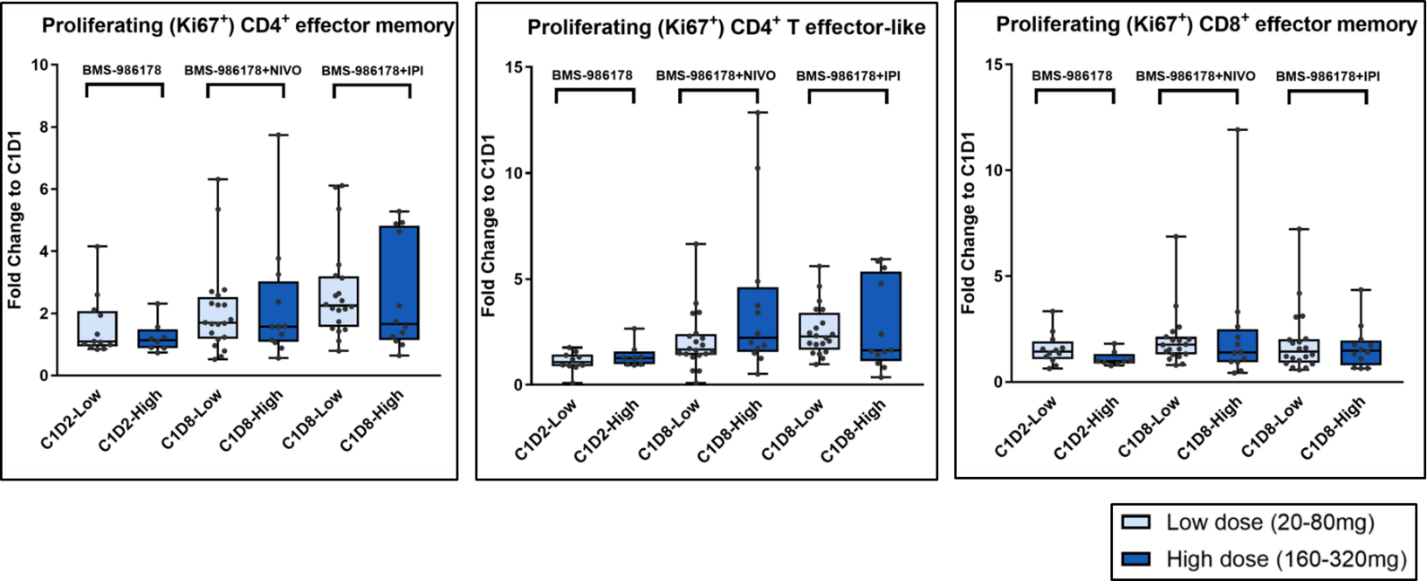 Proliferating (Ki67⁺) CD4⁺ effector memory
BMS-986178 BMS-986178+NIVO BMS-986178+IPI
Fold Change to C1D1
10
8
6
4
2
0
C1D2-Low C1D2-High C1D8-Low C1D8-High C1D8-Low C1D8-High
Proliferating (Ki67⁺) CD4⁺ T effector-like
BMS-986178 BMS-986178+NIVO BMS-986178+IPI
Fold Change to C1D1
15
10
5
0
C1D2-Low C1D2-High C1D8-Low C1D8-High C1D8-Low C1D8-High
Proliferating (Ki67⁺) CD8⁺ effector memory
BMS-986178 BMS-986178+NIVO BMS-986178+IPI
Fold Change to C1D1
15
10
5
0
C1D2-Low C1D2-High C1D8-Low C1D8-High C1D8-Low C1D8-High
Low dose (20-80mg)
High dose (160-320mg)